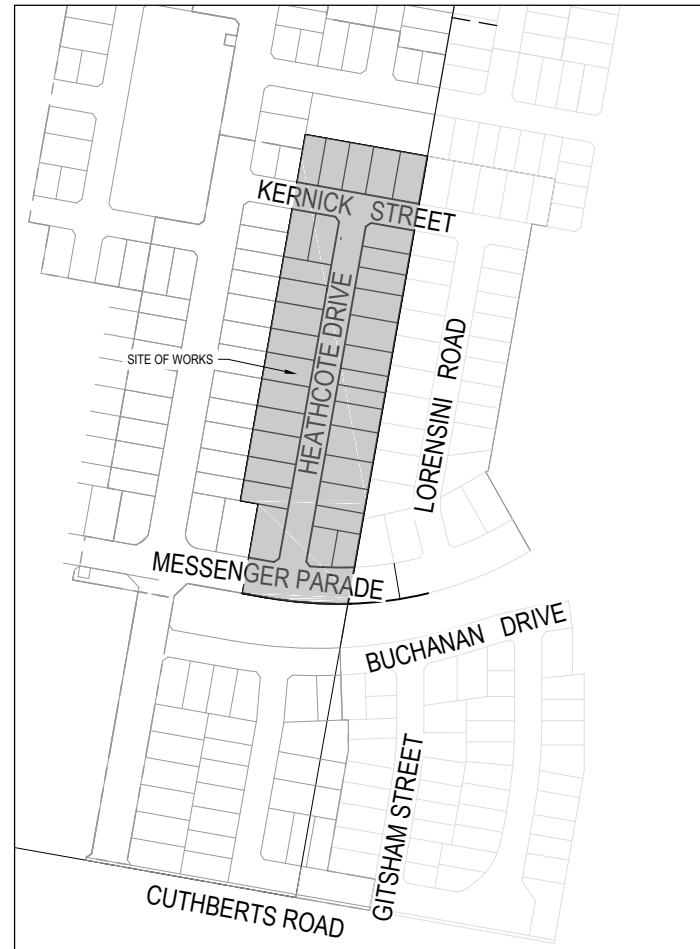 KERNICK STREET
SITE OF WORKS
HEATHCOTE DRIVE
LORENSINI ROAD
MESSENGER PARADE
BUCHANAN DRIVE
GITSHAM STREET
CUTHBERTS ROAD